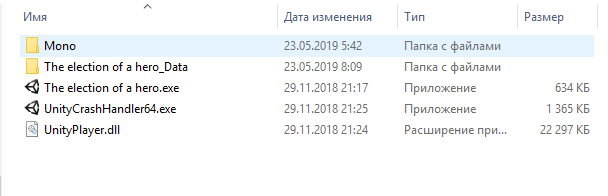 Имя Дата изменения Тип Размер
Mono 23.05.2019 5:42 Папка с файлами
The election of a hero_Data 23.05.2019 8:09 Папка с файлами
The election of a hero.exe 29.11.2018 21:17 Приложение 634 КБ
UnityCrashHandler64.exe 29.11.2018 21:25 Приложение 1 365 КБ
UnityPlayer.dll 29.11.2018 21:24 Расширение при... 22 297 КБ